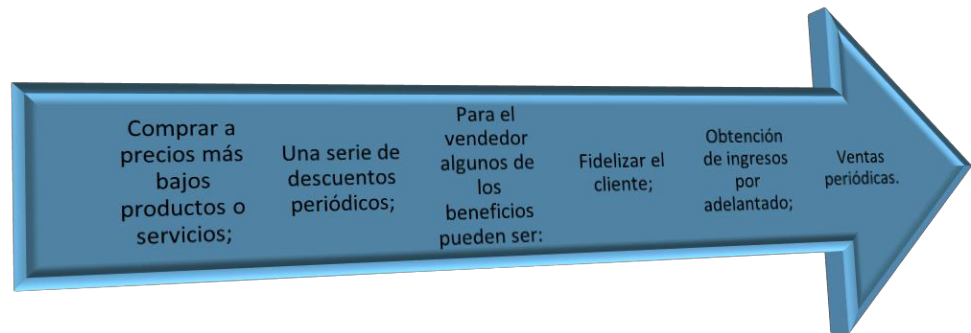 Comprar a
precios más
bajos
productos o
servicios;
Una serie de
descuentos
periódicos;
Para el
vendedor
algunos de
los
beneficios
pueden ser:
Fidelizar el
cliente;
Obtención
de ingresos
por
adelantado;
Ventas
periódicas.